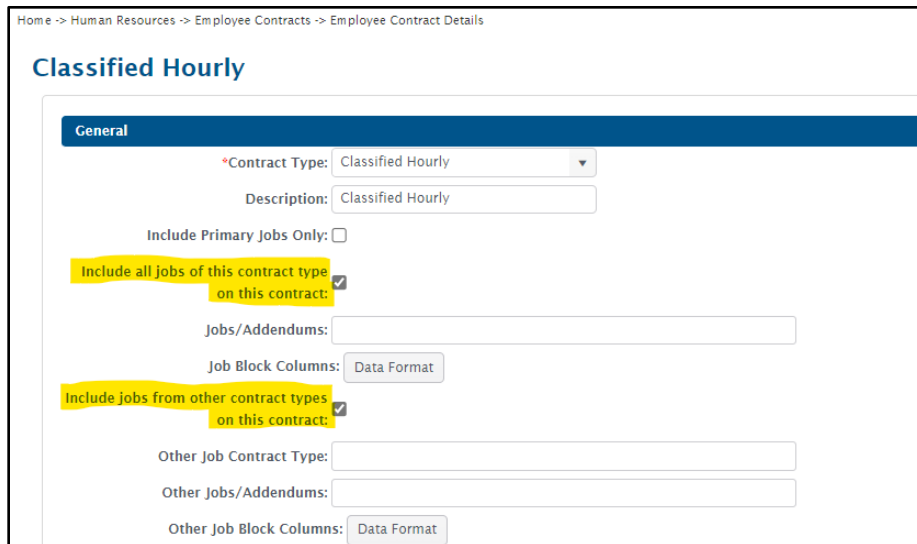 Home -> Human Resources -> Employee Contracts -> Employee Contract Details
Classified Hourly
General
*Contract Type: Classified Hourly
Description: Classified Hourly
Include Primary Jobs Only:
Include all jobs of this contract type
on this contract:
Jobs/Addendums:
Job Block Columns: Data Format
Include jobs from other contract types
on this contract:
Other Job Contract Type:
Other Jobs/Addendums:
Other Job Block Columns: Data Format